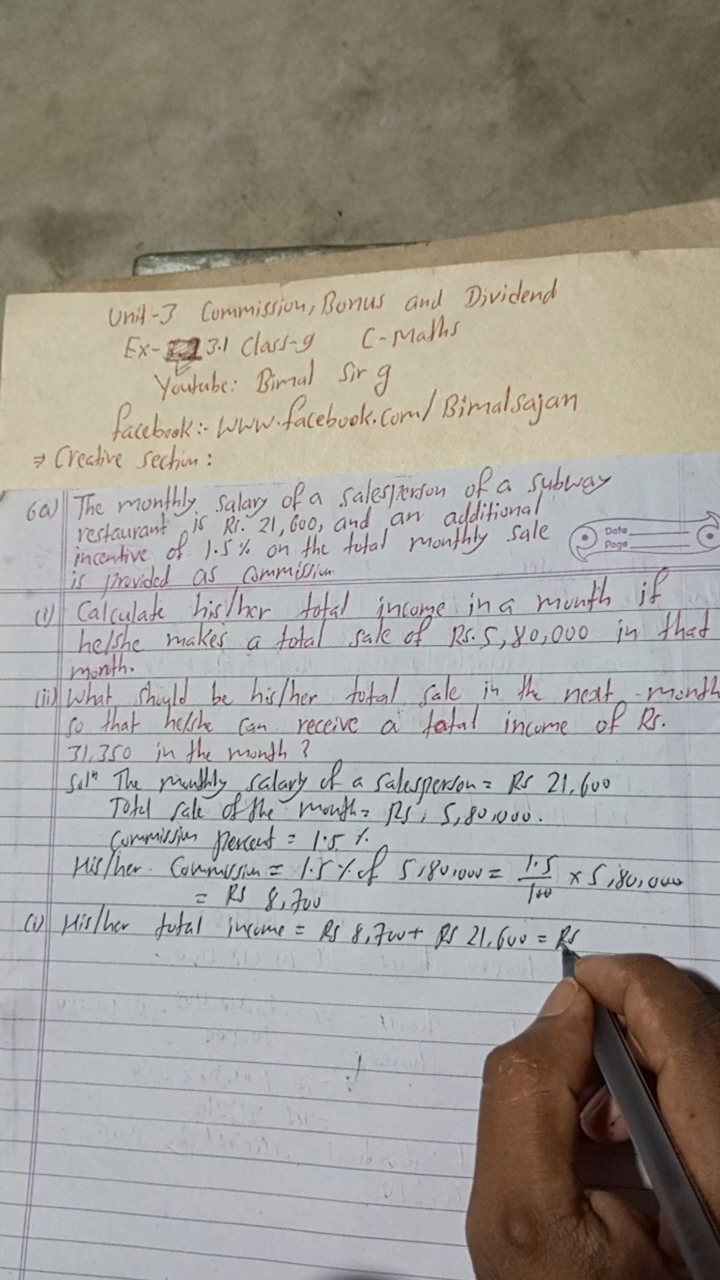 Unit-3 Commission, Bonus and Dividend
Ex- 3.1 Class-9 C-Maths
Youtube: Bimal Sir g
facebook:- www.facebook.com/Bimalsajan
⇒ Creative section:
6a) The monthly salary of a salesperson of a subway
restaurant is Rs. 21,600, and an additional
incentive of 1.5% on the total monthly sale
is provided as commission.
Date
Page
(i) Calculate his/her total income in a month if
he/she makes a total sale of Rs. 5,80,000 in that
month.
(ii) What should be his/her total sale in the next month
so that he/she can receive a total income of Rs.
31,350 in the month?
Solⁿ The monthly salary of a salesperson = Rs 21,600
Total sale of the month = Rs, 5,80,000.
Commission percent = 1.5 %.
His/her Commission = 1.5 % of 5,80,000 = 1.5/100 × 5,80,000
= Rs 8,700
(i) His/her total income = Rs 8,700 + Rs 21,600 = Rs